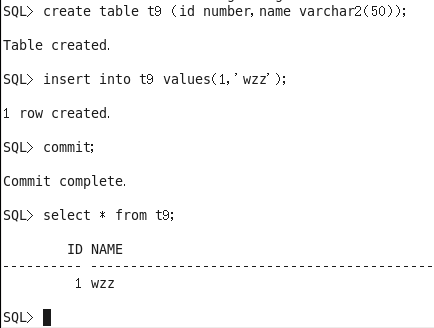 SQL> create table t9 (id number,name varchar2(50));
Table created.
SQL> insert into t9 values(1,'wzz');
1 row created.
SQL> commit;
Commit complete.
SQL> select * from t9;
ID NAME
---------- --------------------------------------------------
1 wzz
SQL>